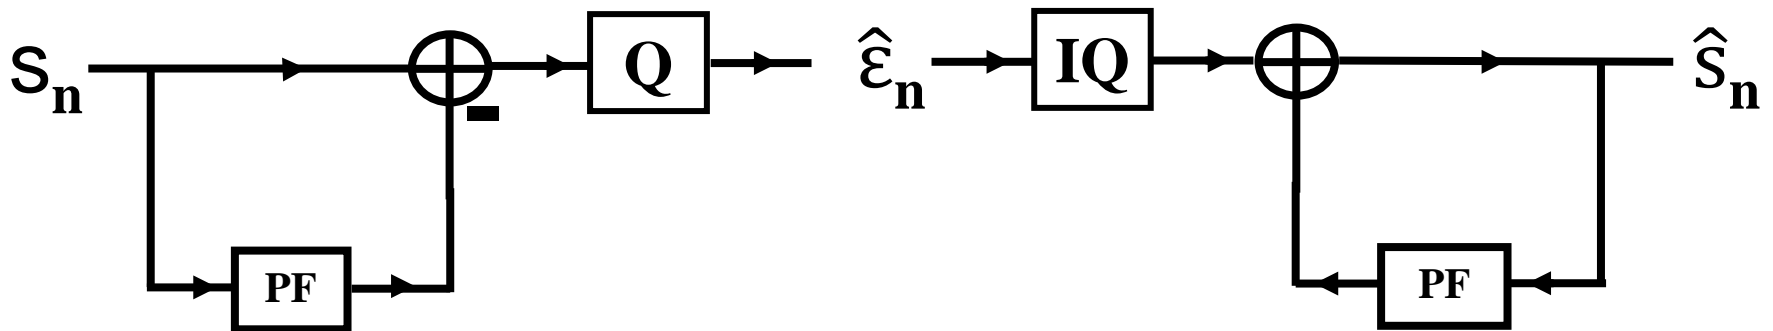 sₙ Q ε̂ₙ IQ ŝₙ
PF PF